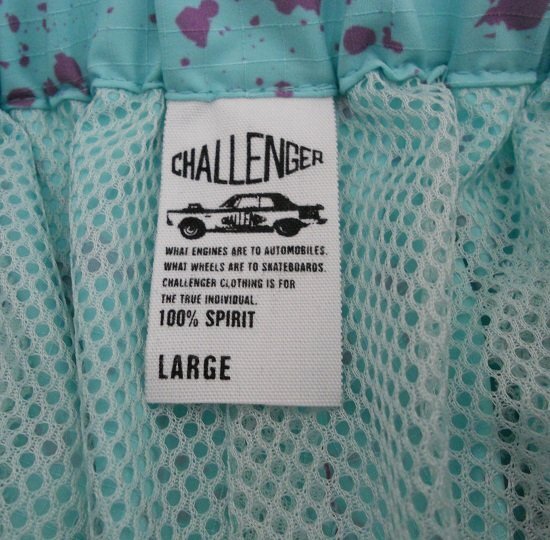 CHALLENGER
CHALLENGER
WHAT ENGINES ARE TO AUTOMOBILES.
WHAT WHEELS ARE TO SKATEBOARDS.
CHALLENGER CLOTHING IS FOR
THE TRUE INDIVIDUAL.
100% SPIRIT
LARGE